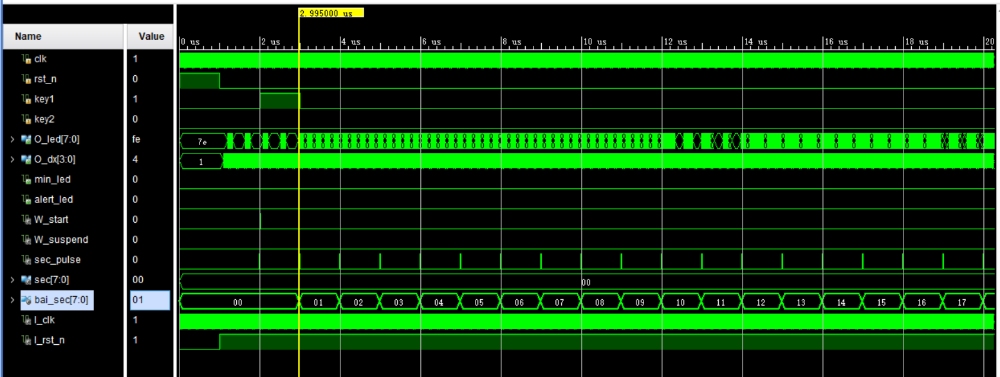 2.995000 us
Name Value
0 us 2 us 4 us 6 us 8 us 10 us 12 us 14 us 16 us 18 us 20
clk 1
rst_n 0
key1 1
key2 0
O_led[7:0] fe 7e
O_dx[3:0] 4 1
min_led 0
alert_led 0
W_start 0
W_suspend 0
sec_pulse 0
sec[7:0] 00 00
bai_sec[7:0] 01 00 01 02 03 04 05 06 07 08 09 10 11 12 13 14 15 16 17
I_clk 1
I_rst_n 1